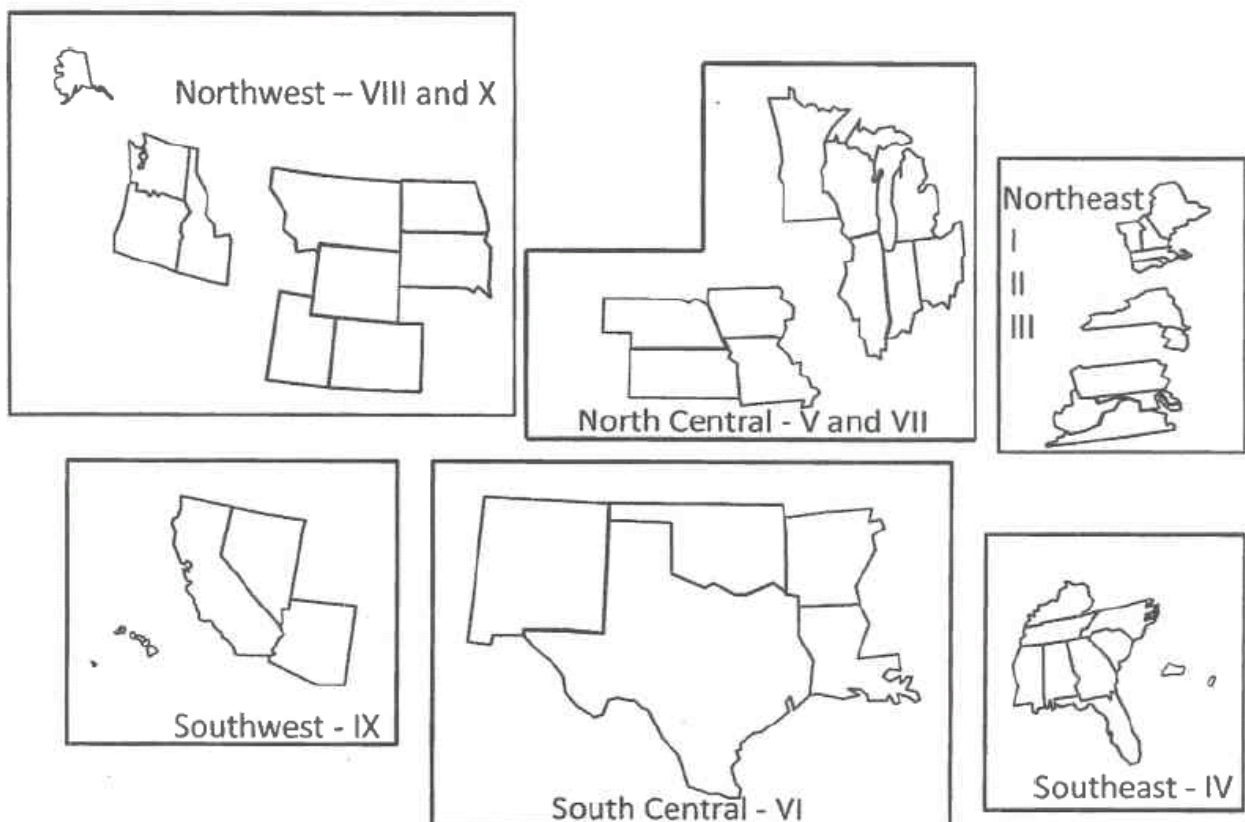 Northwest – VIII and X
North Central - V and VII
Northeast
I
II
III
Southwest - IX
South Central - VI
Southeast - IV